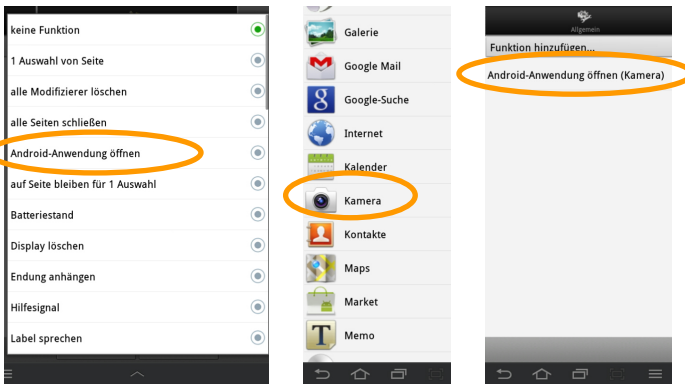 keine Funktion
1 Auswahl von Seite
alle Modifizierer löschen
alle Seiten schließen
Android-Anwendung öffnen
auf Seite bleiben für 1 Auswahl
Batteriestand
Display löschen
Endung anhängen
Hilfesignal
Label sprechen
Galerie
Google Mail
Google-Suche
Internet
Kalender
Kamera
Kontakte
Maps
Market
Memo
Allgemein
Funktion hinzufügen...
Android-Anwendung öffnen (Kamera)